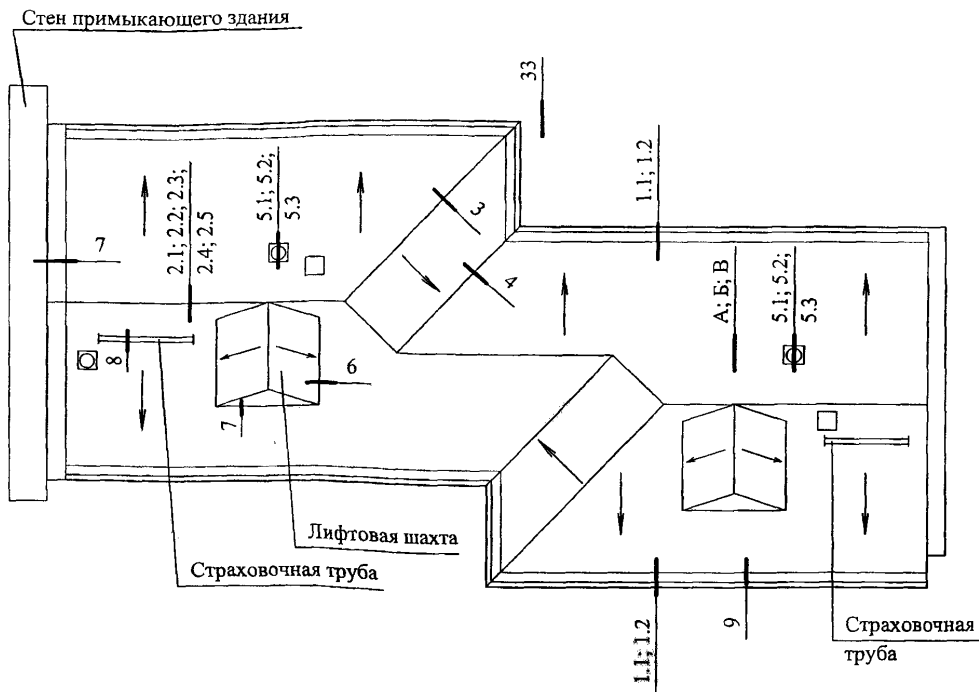 Стен примыкающего здания
33
7
2.1; 2.2; 2.3;
2.4; 2.5
5.1; 5.2;
5.3
3
1.1; 1.2
4
А; Б; В
5.1; 5.2;
5.3
8
6
7
Лифтовая шахта
Страховочная труба
1.1; 1.2
9
Страховочная
труба